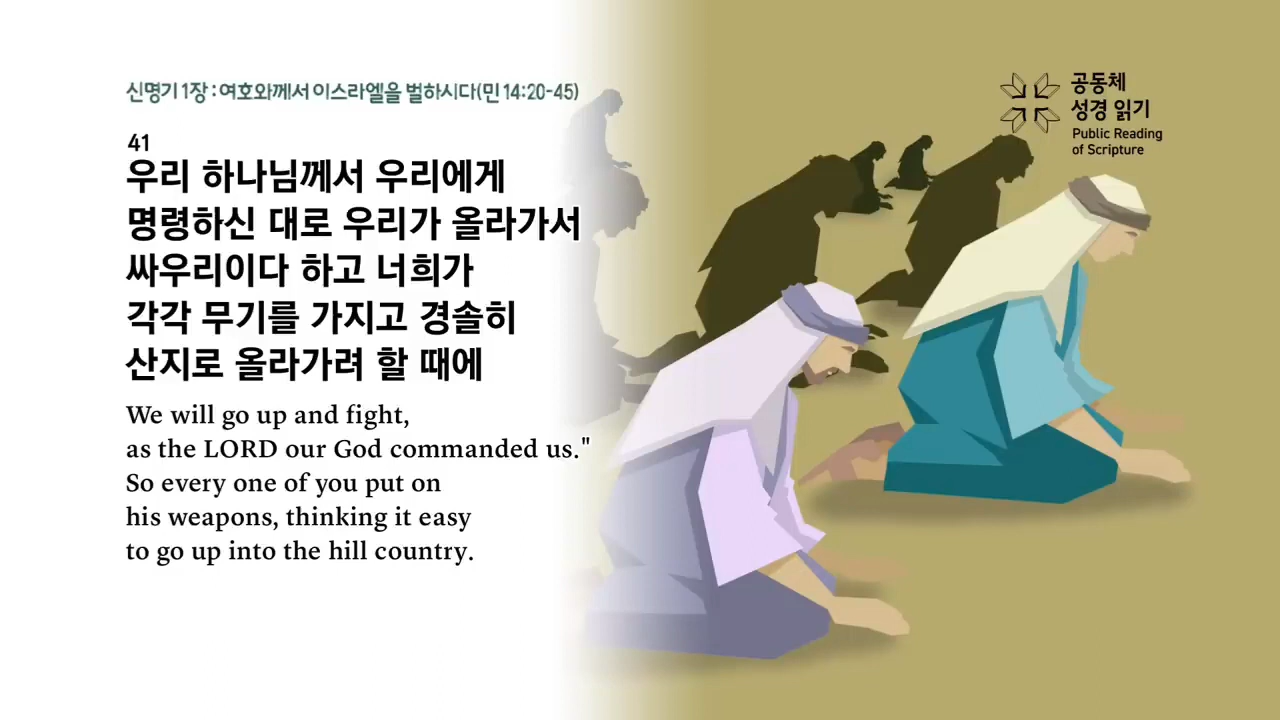 신명기 1장 : 여호와께서 이스라엘을 벌하시다(민 14:20-45)
41
우리 하나님께서 우리에게
명령하신 대로 우리가 올라가서
싸우리이다 하고 너희가
각각 무기를 가지고 경솔히
산지로 올라가려 할 때에
We will go up and fight,
as the LORD our God commanded us."
So every one of you put on
his weapons, thinking it easy
to go up into the hill country.
공동체
성경 읽기
Public Reading
of Scripture